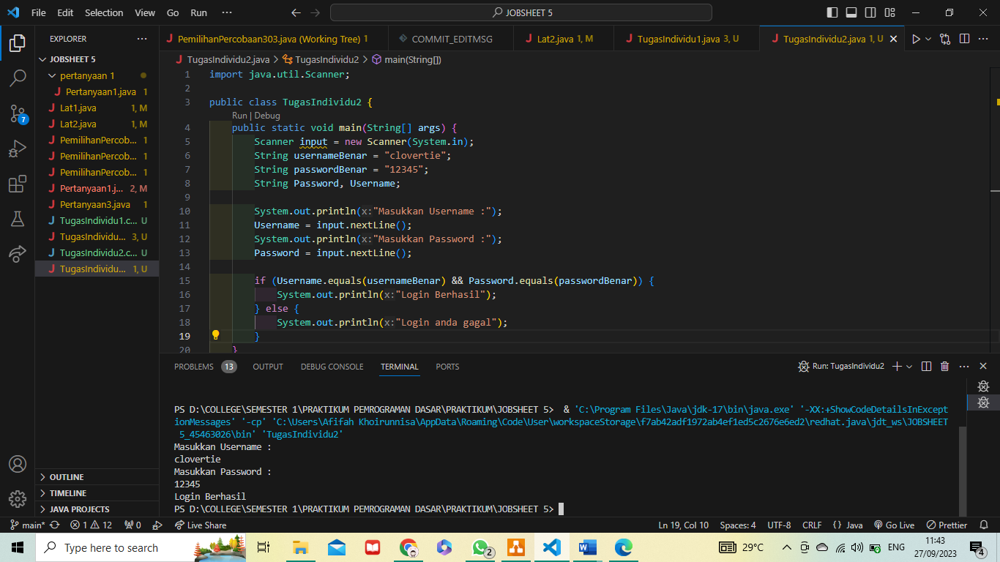 File Edit Selection View Go Run ··· JOBSHEET 5
EXPLORER ···
JOBSHEET 5
pertanyaan 1
Pertanyaan1.java 1
Lat1.java 1, M
Lat2.java 1, M
PemilihanPercob... 1
PemilihanPercob... 1
PemilihanPercob... 1
Pertanyaan1.j... 2, M
Pertanyaan3.java 1
TugasIndividu1.c... U
TugasIndividu... 3, U
TugasIndividu2.c... U
TugasIndividu... 1, U
OUTLINE
TIMELINE
JAVA PROJECTS
7
PemilihanPercobaan303.java (Working Tree) 1 COMMIT_EDITMSG Lat2.java 1, M TugasIndividu1.java 3, U TugasIndividu2.java 1, U
TugasIndividu2.java > TugasIndividu2 > main(String[])
1 import java.util.Scanner;
2
3 public class TugasIndividu2 {
Run | Debug
4 public static void main(String[] args) {
5 Scanner input = new Scanner(System.in);
6 String usernameBenar = "clovertie";
7 String passwordBenar = "12345";
8 String Password, Username;
9
10 System.out.println(x:"Masukkan Username :");
11 Username = input.nextLine();
12 System.out.println(x:"Masukkan Password :");
13 Password = input.nextLine();
14
15 if (Username.equals(usernameBenar) && Password.equals(passwordBenar)) {
16 System.out.println(x:"Login Berhasil");
17 } else {
18 System.out.println(x:"Login anda gagal");
19 }
20 }
PROBLEMS 13 OUTPUT DEBUG CONSOLE TERMINAL PORTS Run: TugasIndividu2
PS D:\COLLEGE\SEMESTER 1\PRAKTIKUM PEMROGRAMAN DASAR\PRAKTIKUM\JOBSHEET 5> & 'C:\Program Files\Java\jdk-17\bin\java.exe' '-XX:+ShowCodeDetailsInExcept
ionMessages' '-cp' 'C:\Users\Afifah Khoirunnisa\AppData\Roaming\Code\User\workspaceStorage\f7ab42adf1972ab4ef1ed5c2676e6ed2\redhat.java\jdt_ws\JOBSHEET
5_45463026\bin' 'TugasIndividu2'
Masukkan Username :
clovertie
Masukkan Password :
12345
Login Berhasil
PS D:\COLLEGE\SEMESTER 1\PRAKTIKUM PEMROGRAMAN DASAR\PRAKTIKUM\JOBSHEET 5>
main* 1 12 0 Live Share Ln 19, Col 10 Spaces: 4 UTF-8 CRLF {} Java Go Live Prettier
Type here to search 2 29°C ENG 11:43
27/09/2023 4